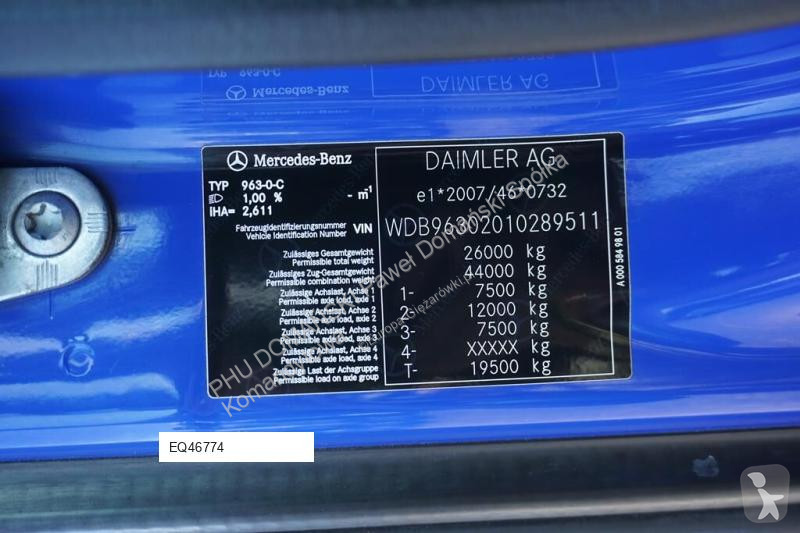 Mercedes-Benz
DAIMLER AG
TYP 963-0-C
1,00 % - m-1
IHA= 2,611
e1*2007/46*0732
Fahrzeugidentifizierungsnummer
Vehicle Identification Number VIN
WDB96302010289511
Zulässiges Gesamtgewicht
Permissible total weight
26000 kg
Zulässiges Zug-Gesamtgewicht
Permissible combination weight
44000 kg
Zulässige Achslast, Achse 1
Permissible axle load, axle 1
1- 7500 kg
Zulässige Achslast, Achse 2
Permissible axle load, axle 2
2- 12000 kg
Zulässige Achslast, Achse 3
Permissible axle load, axle 3
3- 7500 kg
Zulässige Achslast, Achse 4
Permissible axle load, axle 4
4- XXXXX kg
Zulässige Last der Achsgruppe
Permissible load on axle group
T- 19500 kg
A 000 584 98 01
PHU Paweł Domański Spółka
EQ46774